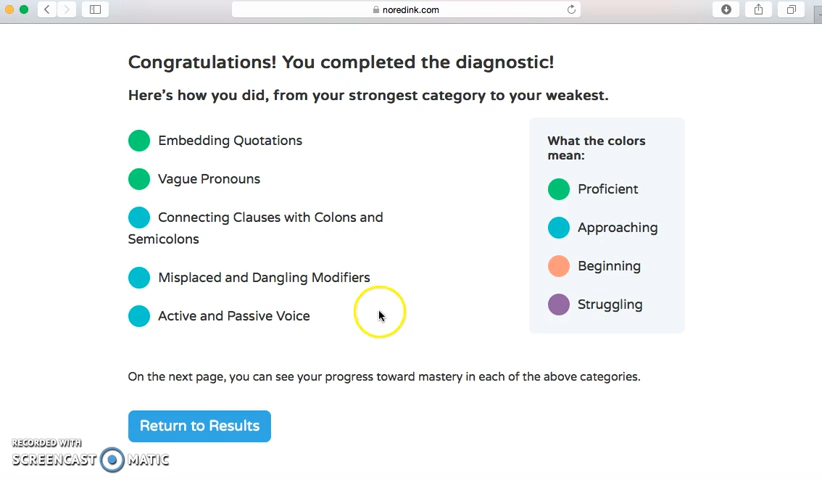 noredink.com
Congratulations! You completed the diagnostic!
Here's how you did, from your strongest category to your weakest.
Embedding Quotations
Vague Pronouns
Connecting Clauses with Colons and
Semicolons
Misplaced and Dangling Modifiers
Active and Passive Voice
What the colors
mean:
Proficient
Approaching
Beginning
Struggling
On the next page, you can see your progress toward mastery in each of the above categories.
Return to Results
RECORDED WITH
SCREENCAST MATIC